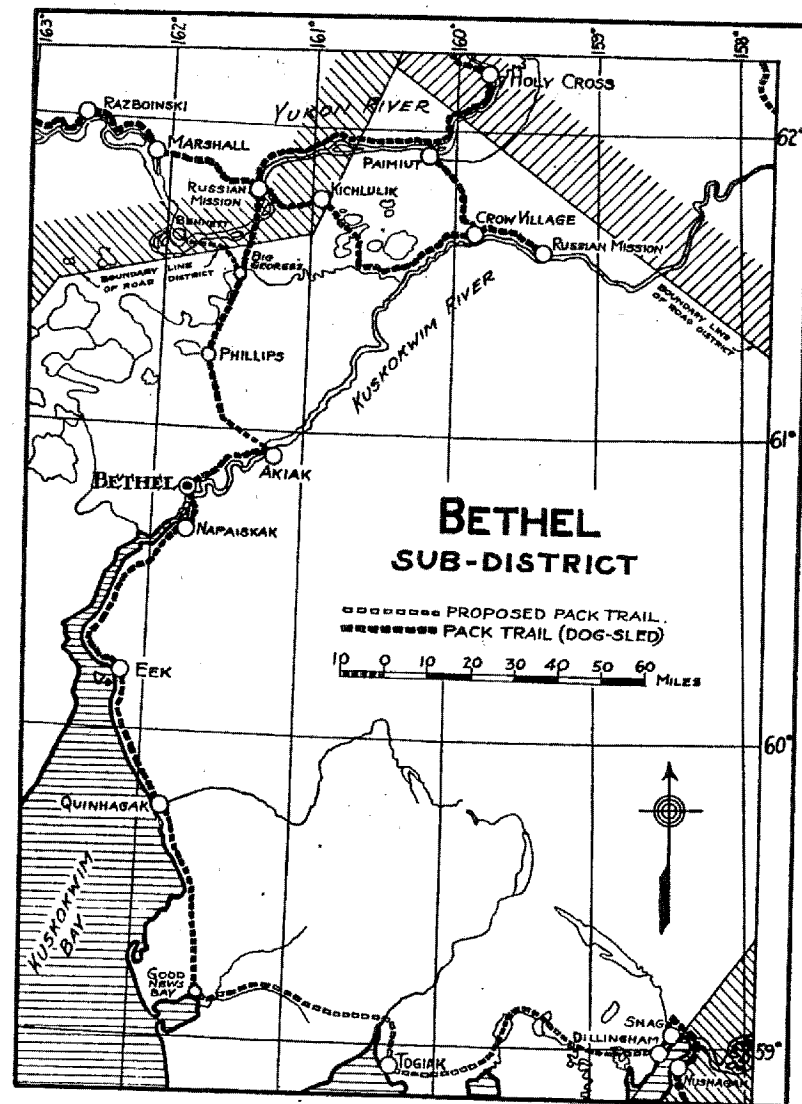 163°
162°
161°
160°
159°
158°
RAZBOINSKI
MARSHALL
YUKON RIVER
HOLY CROSS
62°
PAIMIUT
RUSSIAN
MISSION
KICHLULIK
BENNETT
CROW VILLAGE
RUSSIAN MISSION
BIG
GEORGES
BOUNDARY LINE
OF ROAD DISTRICT
BOUNDARY LINE
OF ROAD DISTRICT
KUSKOKWIM RIVER
PHILLIPS
61°
AKIAK
BETHEL
NAPAISKAK
BETHEL
SUB-DISTRICT
PROPOSED PACK TRAIL.
PACK TRAIL (DOG-SLED)
10 0 10 20 30 40 50 60
MILES
EEK
60°
QUINHAGAK
KUSKOKWIM
BAY
GOOD
NEWS
BAY
TOGIAK
SNAG
DILLINGHAM
59°
NUSHAGAK